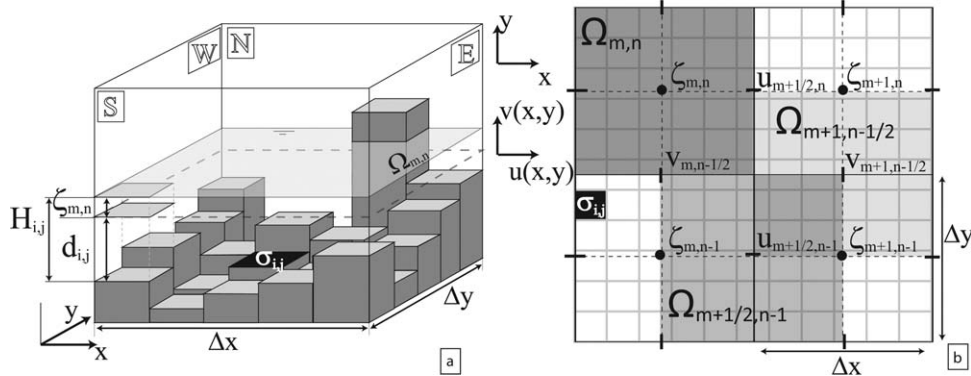 W N E
S
Ω_{m,n}
ζ_{m,n}
H_{i,j}
d_{i,j}
σ_{i,j}
y
x
Δx
Δy
a
y
x
v(x,y)
u(x,y)
Ω_{m,n}
ζ_{m,n} u_{m+1/2,n} ζ_{m+1,n}
Ω_{m+1,n-1/2}
v_{m,n-1/2} v_{m+1,n-1/2}
σ_{i,j}
ζ_{m,n-1} u_{m+1/2,n-1} ζ_{m+1,n-1}
Δy
Ω_{m+1/2,n-1}
Δx
b